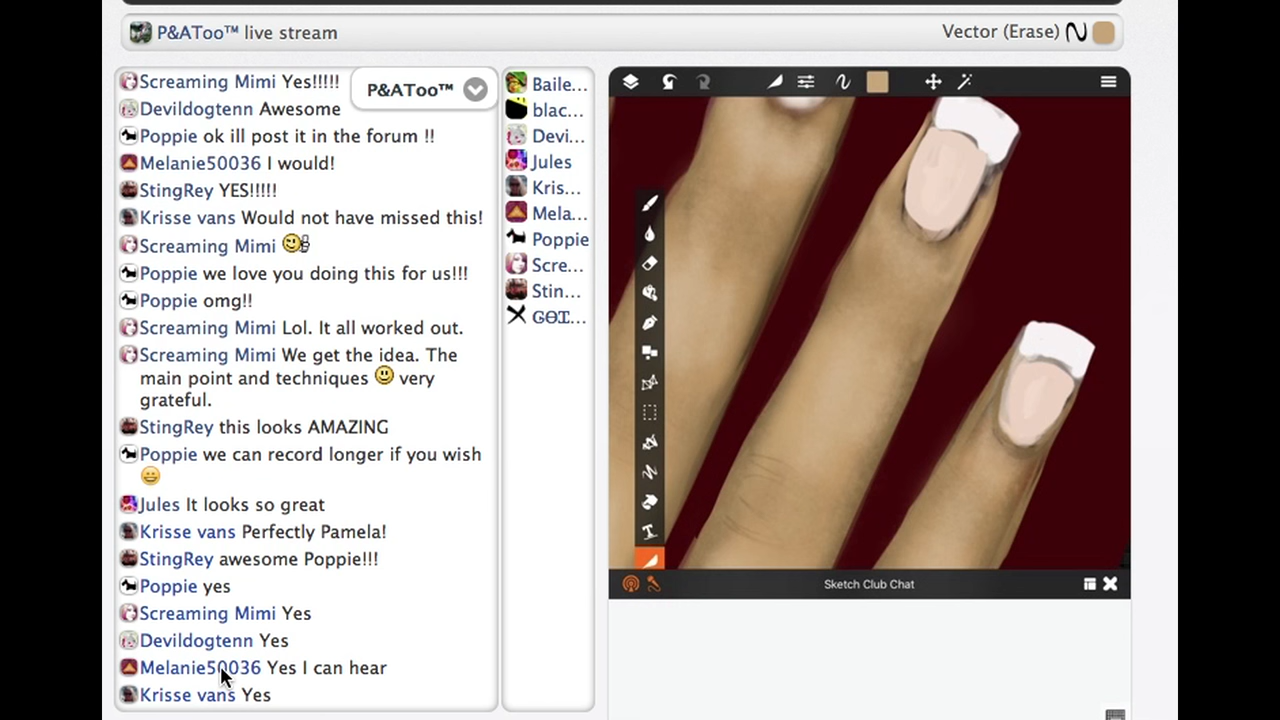 P&AToo™ live stream
Vector (Erase)
Screaming Mimi Yes!!!!!
P&AToo™
Devildogtenn Awesome
Poppie ok ill post it in the forum !!
Melanie50036 I would!
StingRey YES!!!!!
Krisse vans Would not have missed this!
Screaming Mimi
Poppie we love you doing this for us!!!
Poppie omg!!
Screaming Mimi Lol. It all worked out.
Screaming Mimi We get the idea. The
main point and techniques 🙂 very
grateful.
StingRey this looks AMAZING
Poppie we can record longer if you wish
😀
Jules It looks so great
Krisse vans Perfectly Pamela!
StingRey awesome Poppie!!!
Poppie yes
Screaming Mimi Yes
Devildogtenn Yes
Melanie50036 Yes I can hear
Krisse vans Yes
Baile...
blac...
Devi...
Jules
Kris...
Mela...
Poppie
Scre...
Stin...
Sketch Club Chat